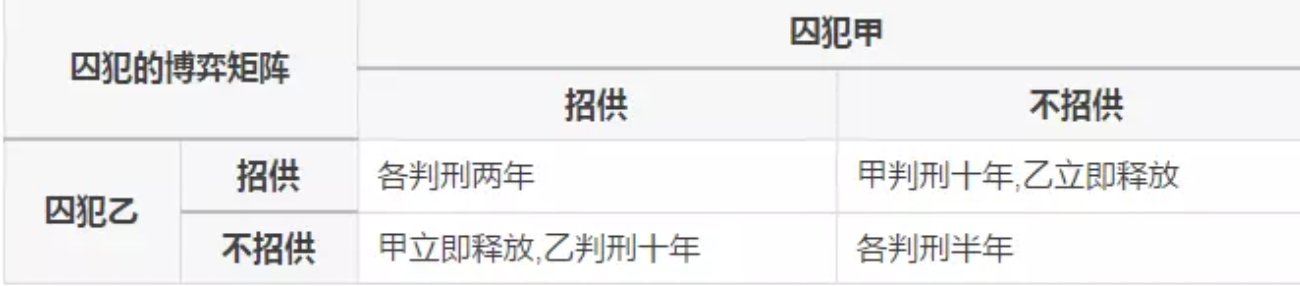 囚犯的博弈矩阵
囚犯甲
招供
不招供
囚犯乙
招供
各判刑两年
甲判刑十年,乙立即释放
不招供
甲立即释放,乙判刑十年
各判刑半年